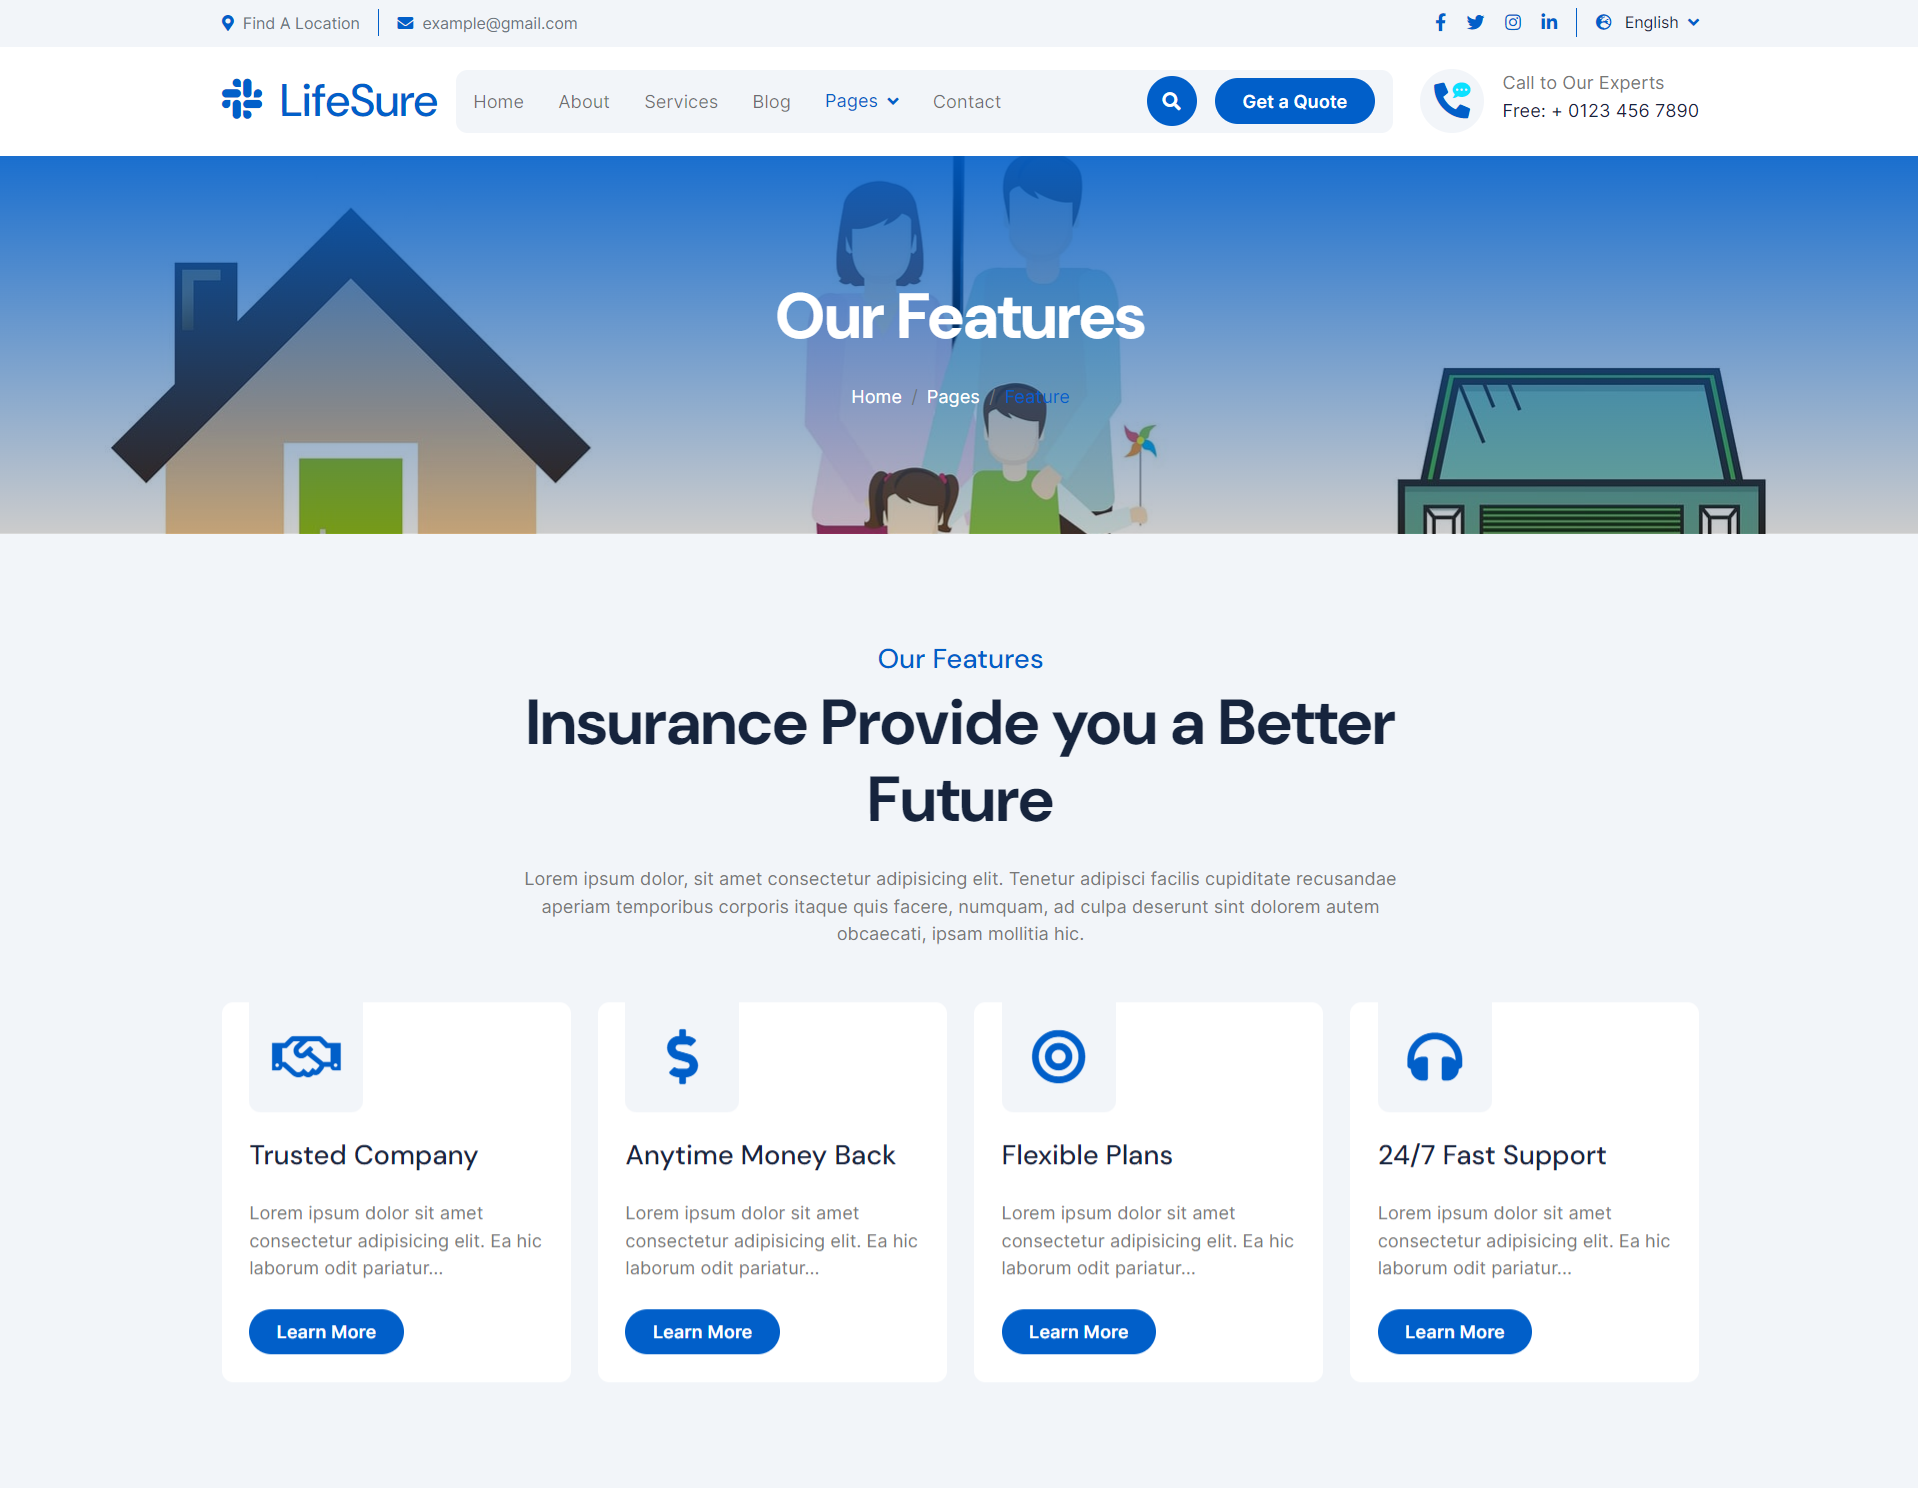 Find A Location
example@gmail.com
English
LifeSure
Home
About
Services
Blog
Pages
Contact
Get a Quote
Call to Our Experts
Free: + 0123 456 7890
Our Features
Home / Pages / Feature
Our Features
Insurance Provide you a Better
Future
Lorem ipsum dolor, sit amet consectetur adipisicing elit. Tenetur adipisci facilis cupiditate recusandae
aperiam temporibus corporis itaque quis facere, numquam, ad culpa deserunt sint dolorem autem
obcaecati, ipsam mollitia hic.
Trusted Company
Lorem ipsum dolor sit amet
consectetur adipisicing elit. Ea hic
laborum odit pariatur...
Learn More
Anytime Money Back
Lorem ipsum dolor sit amet
consectetur adipisicing elit. Ea hic
laborum odit pariatur...
Learn More
Flexible Plans
Lorem ipsum dolor sit amet
consectetur adipisicing elit. Ea hic
laborum odit pariatur...
Learn More
24/7 Fast Support
Lorem ipsum dolor sit amet
consectetur adipisicing elit. Ea hic
laborum odit pariatur...
Learn More